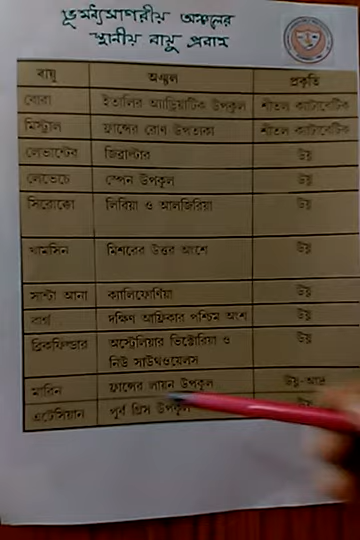 ভূমধ্যসাগরীয় অঞ্চলের
স্থানীয় বায়ু প্রবাহ
বায়ু অঞ্চল প্রকৃতি
বোরা ইতালির অ্যাড্রিয়াটিক উপকূল শীতল ক্যাটাবেটিক
মিস্ট্রাল ফ্রান্সের রোণ উপত্যকা শীতল ক্যাটাবেটিক
লেভান্টের জিব্রাল্টার উষ্ণ
লেভেচে স্পেন উপকূল উষ্ণ
সিরোক্কো লিবিয়া ও আলজিরিয়া উষ্ণ
খামসিন মিশরের উত্তর অংশে উষ্ণ
সান্টা আনা ক্যালিফোর্ণিয়া উষ্ণ
বার্গ দক্ষিণ আফ্রিকার পশ্চিম অংশ উষ্ণ
ব্রিকফিল্ডার অস্টেলিয়ার ভিক্টোরিয়া ও উষ্ণ
নিউ সাউথওয়েলস
মারিন ফ্রান্সের লায়ন উপকূল উষ্ণ-আদ্র
এটেসিয়ান পূর্ব গ্রিস উপকূল